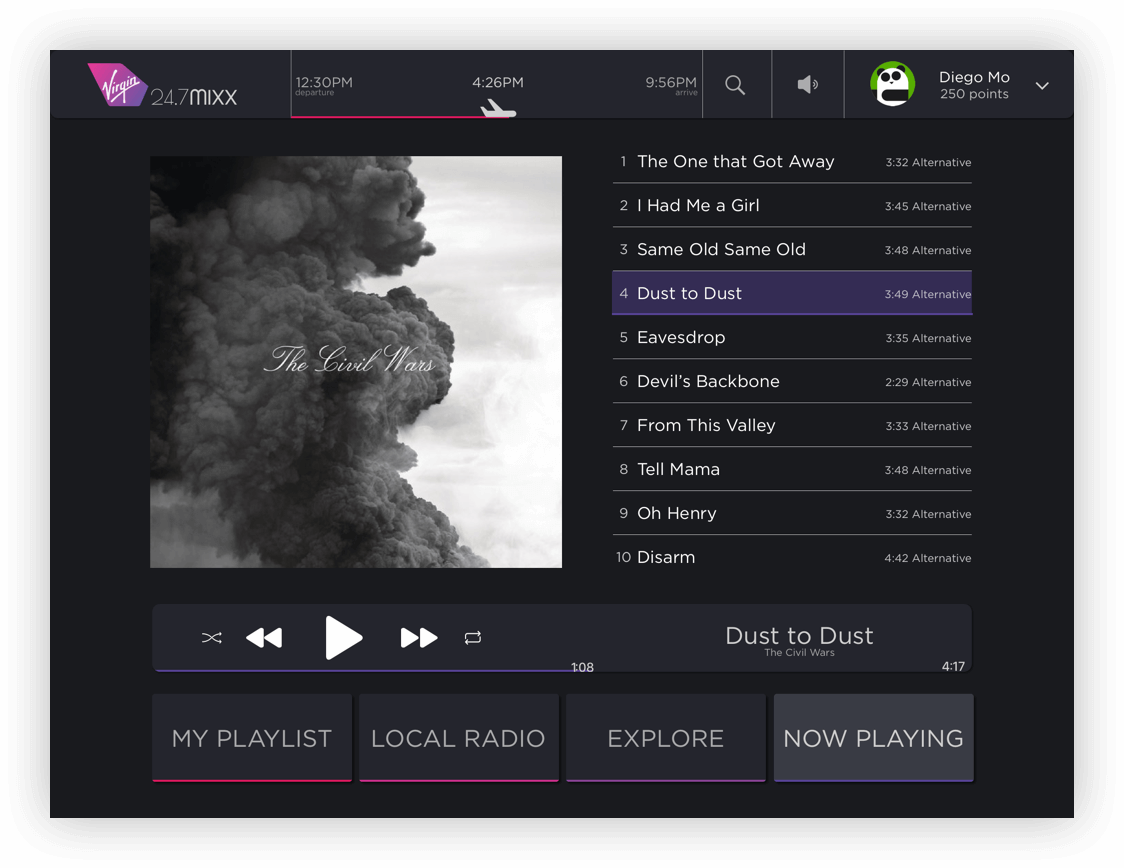 Virgin
24.7MIXX
12:30PM
departure
4:26PM
9:56PM
arrive
Diego Mo
250 points
The Civil Wars
1 The One that Got Away 3:32 Alternative
2 I Had Me a Girl 3:45 Alternative
3 Same Old Same Old 3:48 Alternative
4 Dust to Dust 3:49 Alternative
5 Eavesdrop 3:35 Alternative
6 Devil’s Backbone 2:29 Alternative
7 From This Valley 3:33 Alternative
8 Tell Mama 3:48 Alternative
9 Oh Henry 3:32 Alternative
10 Disarm 4:42 Alternative
Dust to Dust
The Civil Wars
1:08
4:17
MY PLAYLIST
LOCAL RADIO
EXPLORE
NOW PLAYING